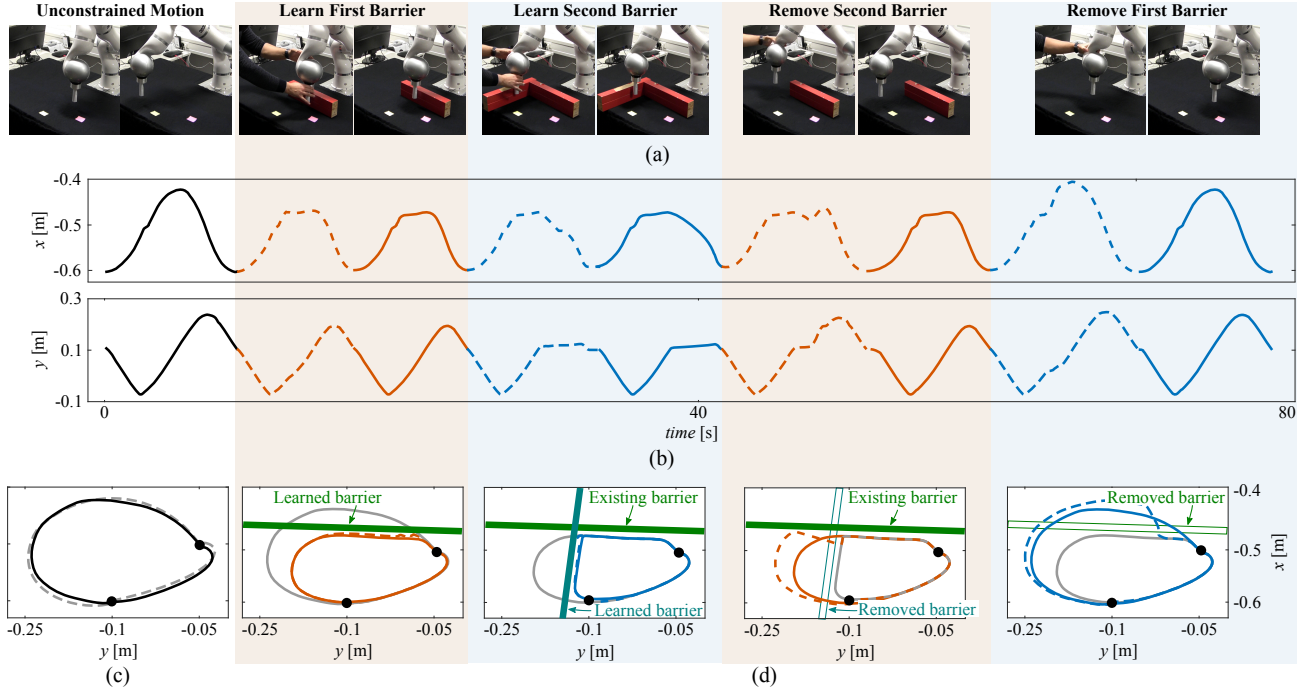 Unconstrained Motion Learn First Barrier Learn Second Barrier Remove Second Barrier Remove First Barrier
(a)
-0.4
-0.5
-0.6
x [m]
0.3
0.1
-0.1
y [m]
0 40 80
time [s]
(b)
Learned barrier
Existing barrier
Learned barrier
Existing barrier
Removed barrier
Removed barrier
-0.4
-0.5
-0.6
x [m]
-0.25 -0.1 -0.05 -0.25 -0.1 -0.05 -0.25 -0.1 -0.05 -0.25 -0.1 -0.05 -0.25 -0.1 -0.05
y [m] y [m] y [m] y [m] y [m]
(c) (d)